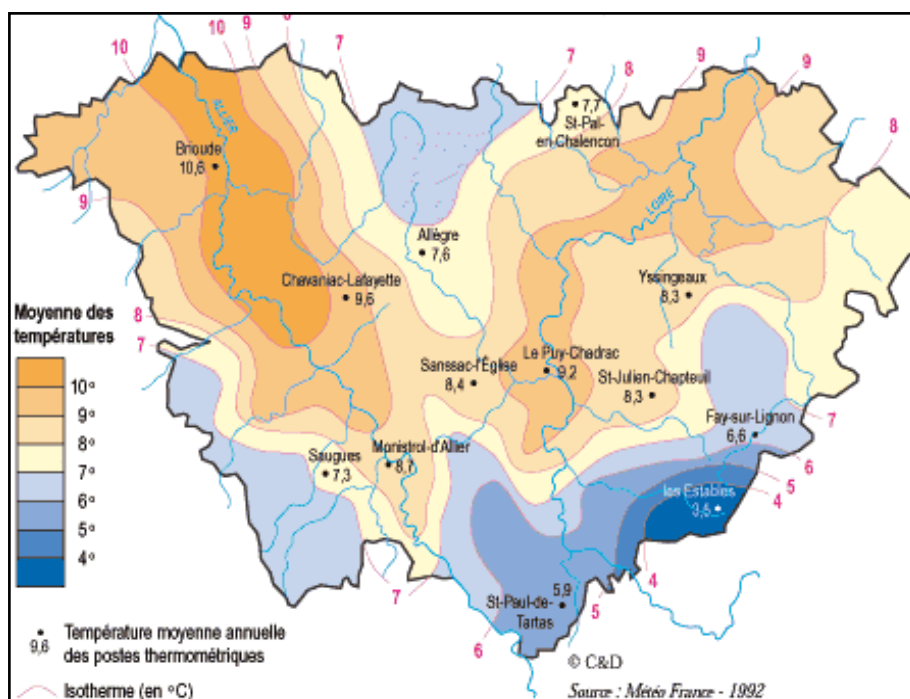 10
10
9
8
7
7
8
9
9
8
ALLIER
7,7
St-Pal-
en-Chalencon
Brioude
10,6
9
LOIRE
Allègre
7,6
Chavaniac-Lafayette
9,6
Yssingeaux
8,3
Moyenne des
températures
10°
9°
8°
7°
6°
5°
4°
8
7
Sanssac-l'Église
8,4
Le Puy-Chadrac
9,2
St-Julien-Chapteuil
8,3
Fay-sur-Lignon
6,6
7
6
5
4
Saugues
7,3
Monistrol-d'Allier
8,7
les Estables
3,5
7
6
5,9
St-Paul-de-
Tartas
5
4
9,6
Température moyenne annuelle
des postes thermométriques
Isotherme (en °C)
© C&D
Source : Météo France - 1992